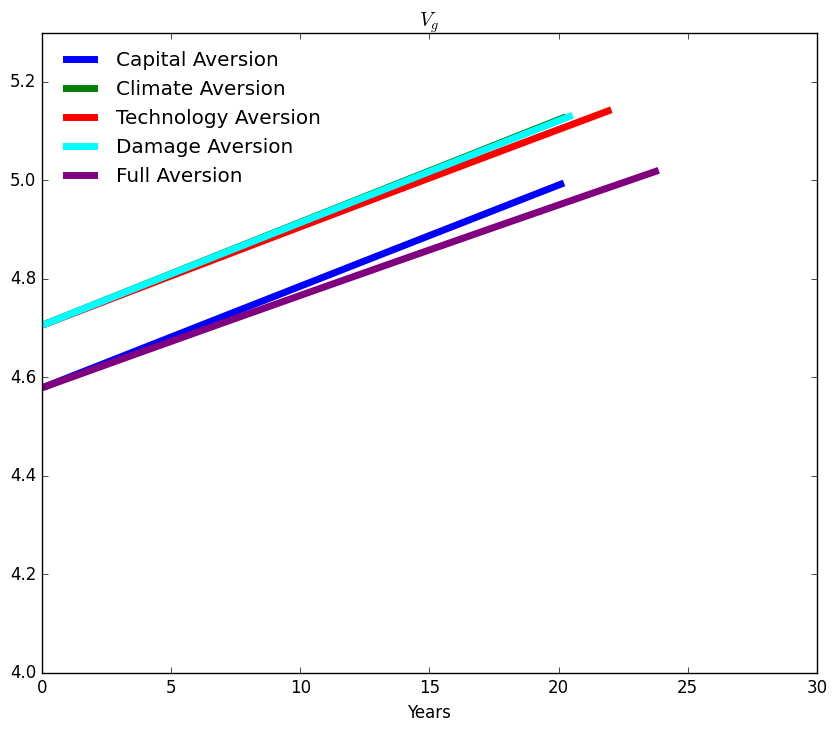 V_g
5.2
5.0
4.8
4.6
4.4
4.2
4.0
Capital Aversion
Climate Aversion
Technology Aversion
Damage Aversion
Full Aversion
0 5 10 15 20 25 30
Years